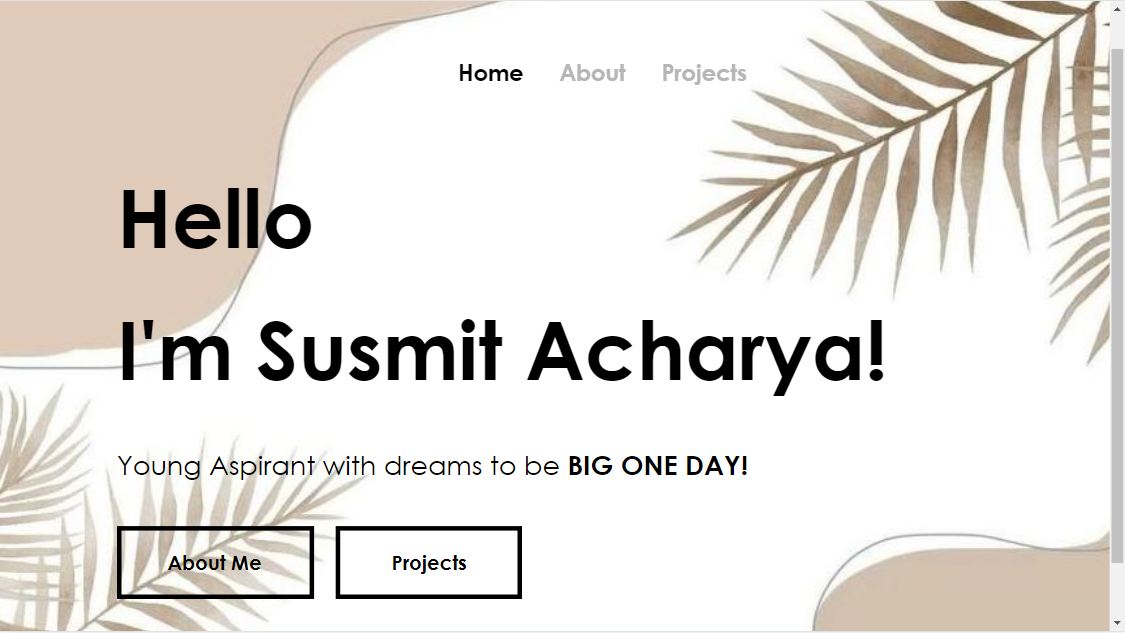 Home About Projects
Hello
I'm Susmit Acharya!
Young Aspirant with dreams to be BIG ONE DAY!
About Me Projects